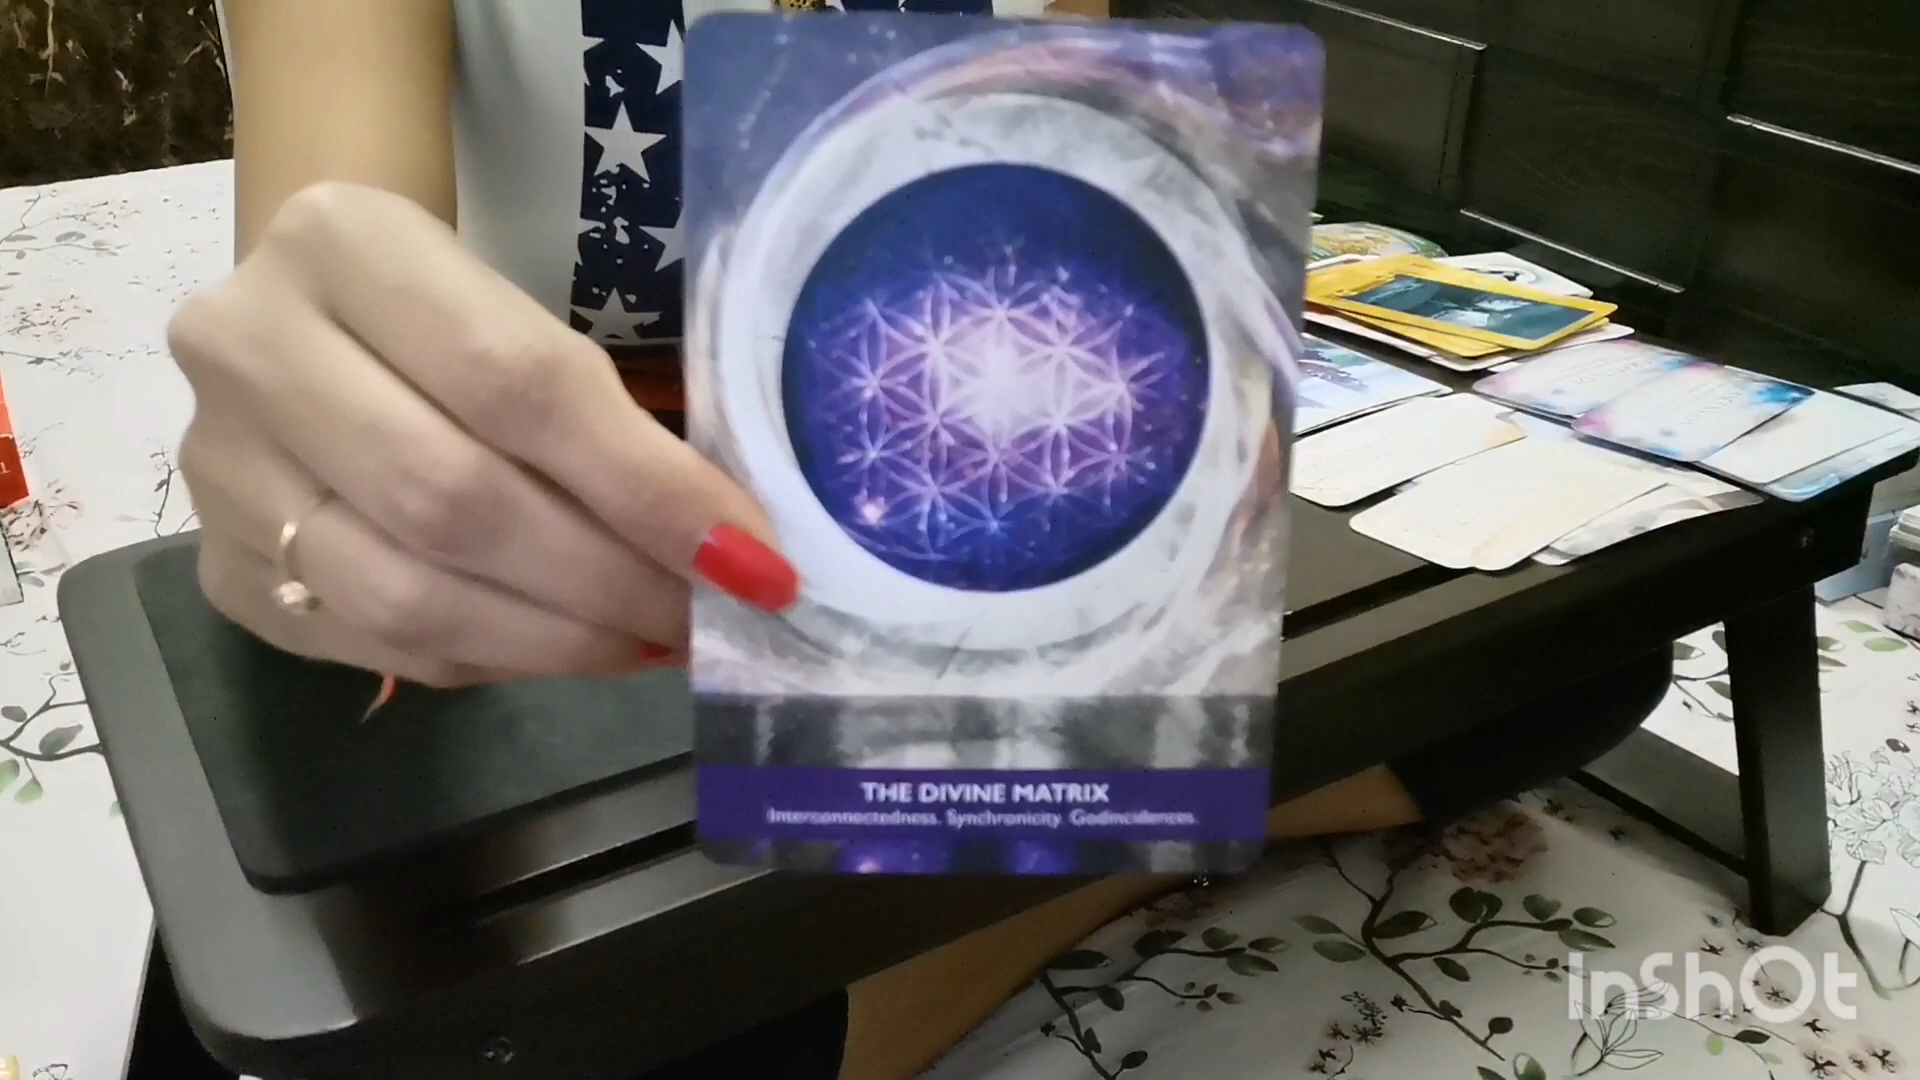 THE DIVINE MATRIX
Interconnectedness. Synchronicity. Godincidences.
InShOt